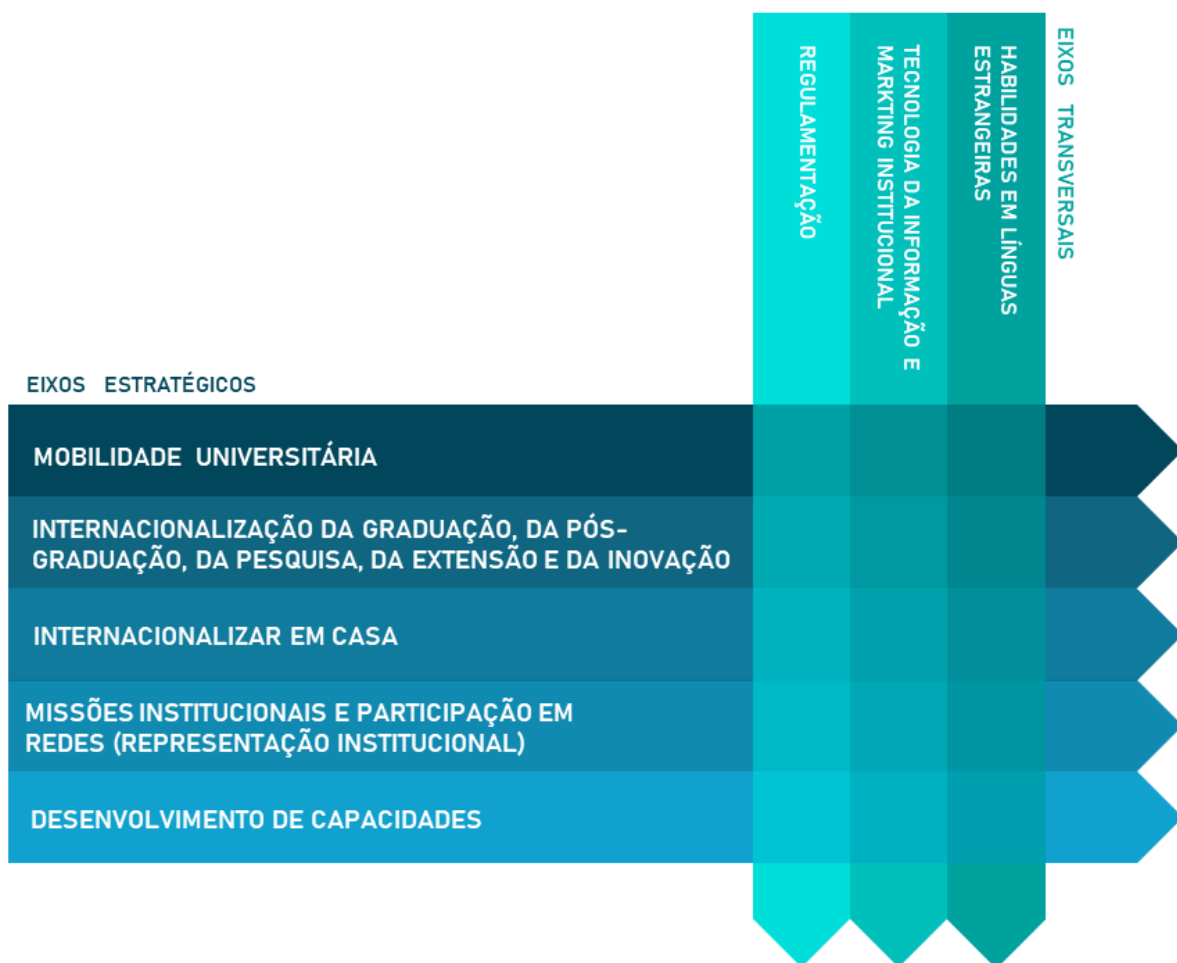 EIXOS TRANSVERSAIS
HABILIDADES EM LÍNGUAS
ESTRANGEIRAS
TECNOLOGIA DA INFORMAÇÃO E
MARKTING INSTITUCIONAL
REGULAMENTAÇÃO
EIXOS ESTRATÉGICOS
MOBILIDADE UNIVERSITÁRIA
INTERNACIONALIZAÇÃO DA GRADUAÇÃO, DA PÓS-
GRADUAÇÃO, DA PESQUISA, DA EXTENSÃO E DA INOVAÇÃO
INTERNACIONALIZAR EM CASA
MISSÕES INSTITUCIONAIS E PARTICIPAÇÃO EM
REDES (REPRESENTAÇÃO INSTITUCIONAL)
DESENVOLVIMENTO DE CAPACIDADES